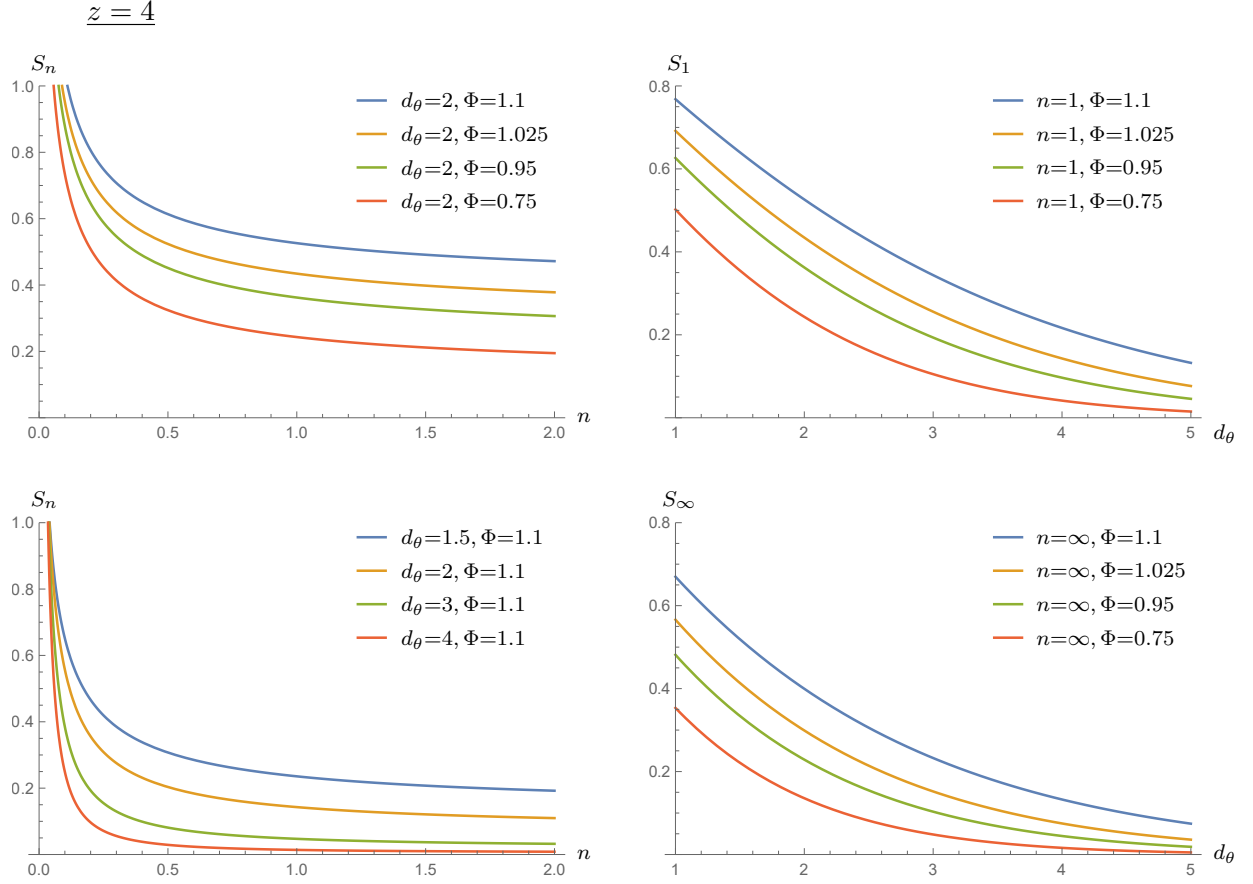 z = 4
S_n
1.0
0.8
0.6
0.4
0.2
0.0
0.5
1.0
1.5
2.0
n
d_θ=2, Φ=1.1
d_θ=2, Φ=1.025
d_θ=2, Φ=0.95
d_θ=2, Φ=0.75
S_1
0.8
0.6
0.4
0.2
1
2
3
4
5
d_θ
n=1, Φ=1.1
n=1, Φ=1.025
n=1, Φ=0.95
n=1, Φ=0.75
S_n
1.0
0.8
0.6
0.4
0.2
0.0
0.5
1.0
1.5
2.0
n
d_θ=1.5, Φ=1.1
d_θ=2, Φ=1.1
d_θ=3, Φ=1.1
d_θ=4, Φ=1.1
S_∞
0.8
0.6
0.4
0.2
1
2
3
4
5
d_θ
n=∞, Φ=1.1
n=∞, Φ=1.025
n=∞, Φ=0.95
n=∞, Φ=0.75